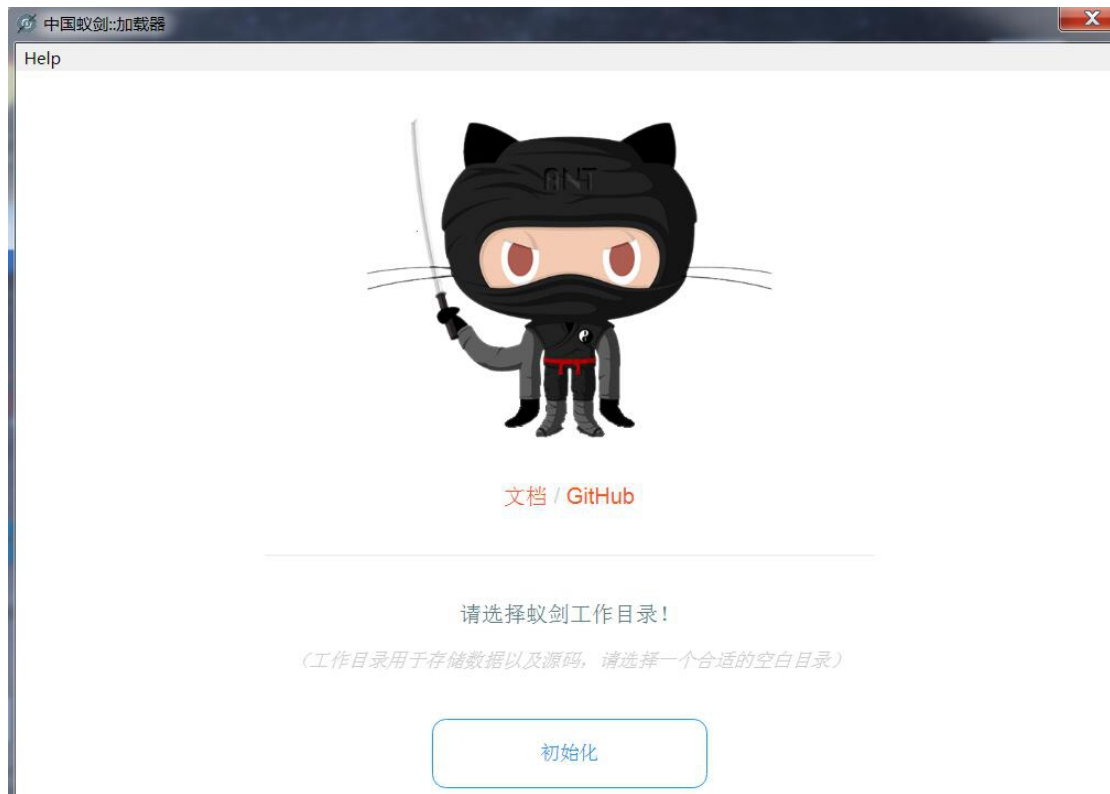 中国蚁剑::加载器
Help
ANT
文档 / GitHub
请选择蚁剑工作目录！
（工作目录用于存储数据以及源码，请选择一个合适的空白目录）
初始化